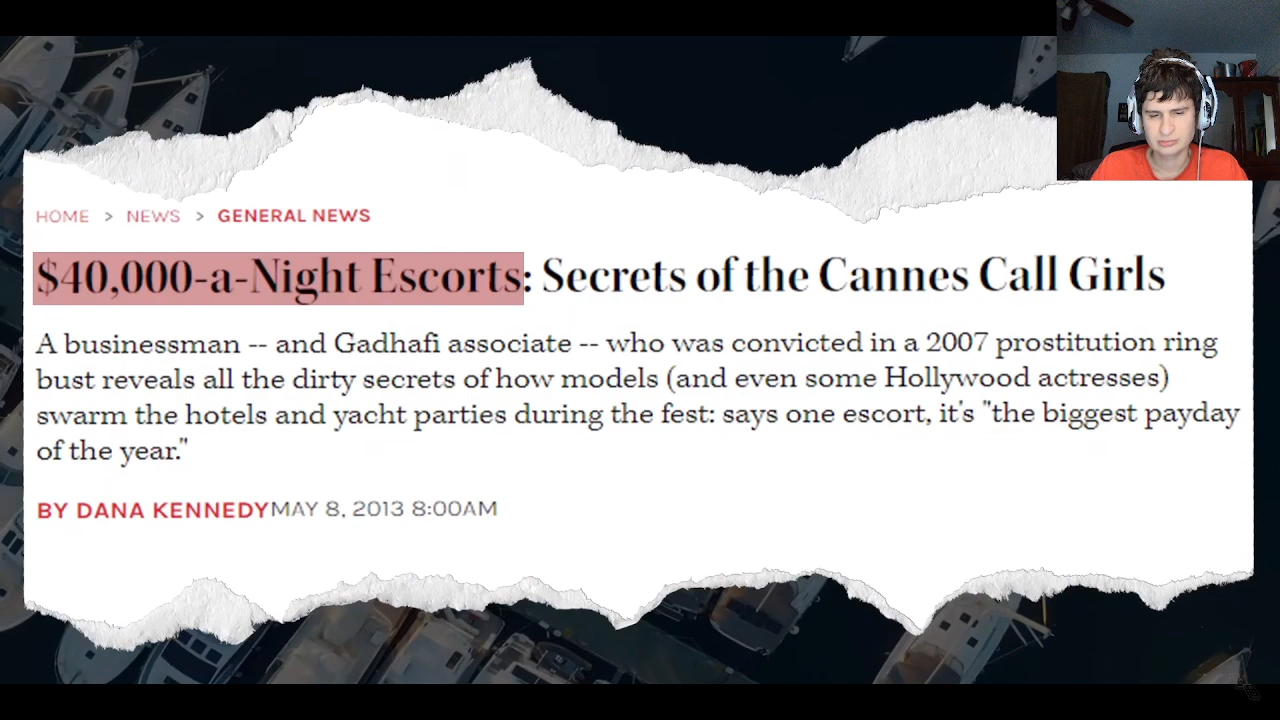 HOME > NEWS > GENERAL NEWS
$40,000-a-Night Escorts: Secrets of the Cannes Call Girls
A businessman -- and Gadhafi associate -- who was convicted in a 2007 prostitution ring
bust reveals all the dirty secrets of how models (and even some Hollywood actresses)
swarm the hotels and yacht parties during the fest: says one escort, it's "the biggest payday
of the year."
BY DANA KENNEDYMAY 8, 2013 8:00AM